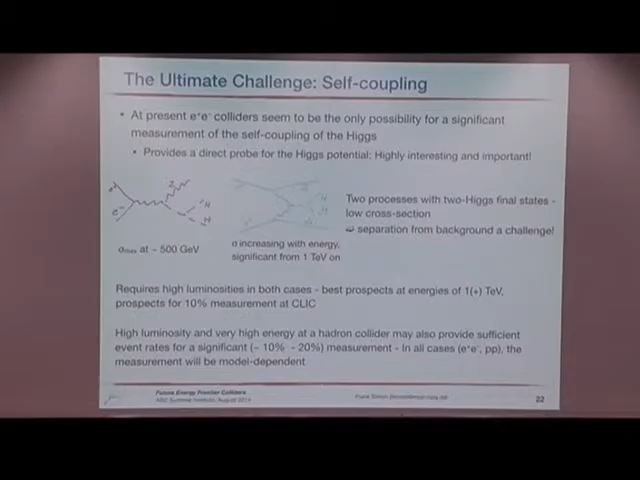 The Ultimate Challenge: Self-coupling
• At present e⁺e⁻ colliders seem to be the only possibility for a significant
measurement of the self-coupling of the Higgs
• Provides a direct probe for the Higgs potential: Highly interesting and important!
Z
H
e⁻
H
H
H
Two processes with two-Higgs final states -
low cross-section
⇨ separation from background a challenge!
σmax at ~ 500 GeV
σ increasing with energy,
significant from 1 TeV on
Requires high luminosities in both cases - best prospects at energies of 1(+) TeV,
prospects for 10% measurement at CLIC
High luminosity and very high energy at a hadron collider may also provide sufficient
event rates for a significant (~ 10% - 20%) measurement - In all cases (e⁺e⁻, pp), the
measurement will be model-dependent
Future Energy Frontier Colliders
Summer Institute, August 2014
Frank Simon
22